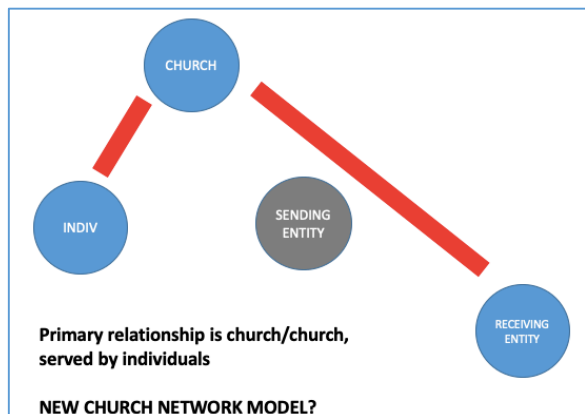 CHURCH
INDIV
SENDING
ENTITY
RECEIVING
ENTITY
Primary relationship is church/church,
served by individuals
NEW CHURCH NETWORK MODEL?